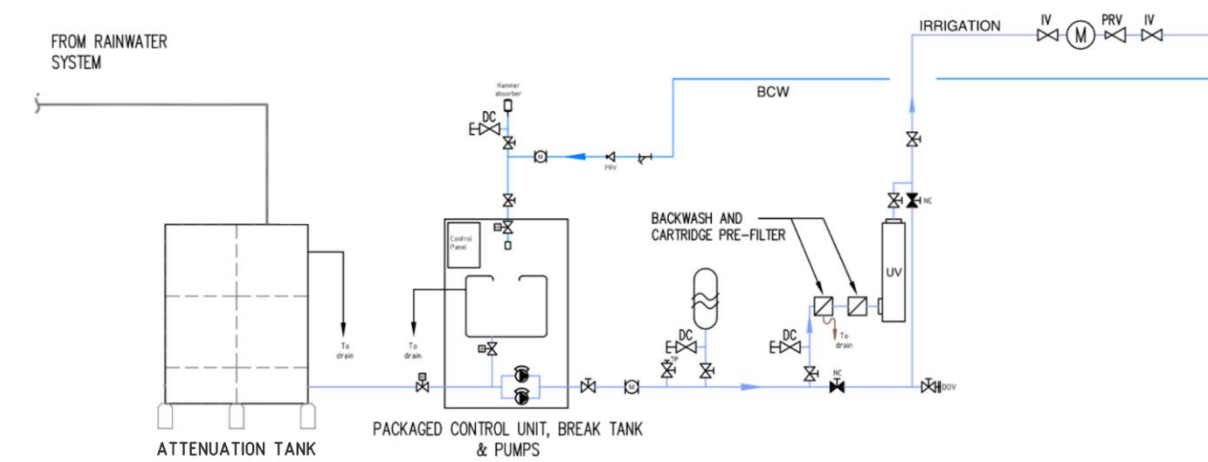 FROM RAINWATER
SYSTEM
IRRIGATION
IV
M
PRV
IV
BCW
Hammer
absorber
DC
M
PRV
NC
BACKWASH AND
CARTRIDGE PRE-FILTER
Control
Panel
UV
DC
DC
To
drain
To
drain
To
drain
TP
NC
M
DOV
PACKAGED CONTROL UNIT, BREAK TANK
& PUMPS
ATTENUATION TANK